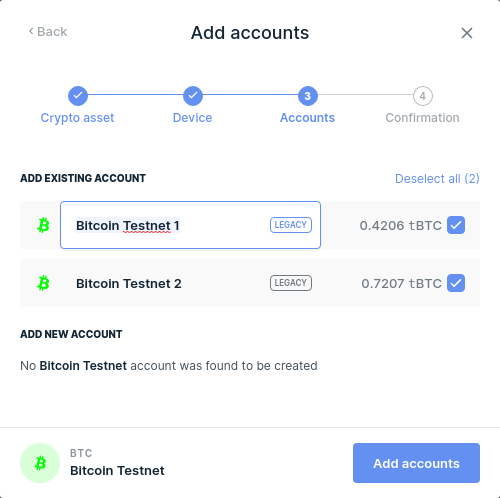 Back
Add accounts
3
4
Crypto asset
Device
Accounts
Confirmation
ADD EXISTING ACCOUNT
Deselect all (2)
Bitcoin Testnet 1
LEGACY
0.4206 tBTC
Bitcoin Testnet 2
LEGACY
0.7207 tBTC
ADD NEW ACCOUNT
No Bitcoin Testnet account was found to be created
BTC
Bitcoin Testnet
Add accounts